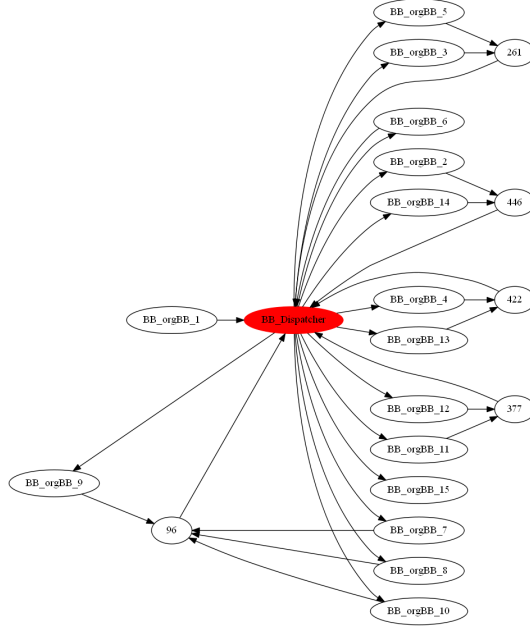 BB_orgBB_5
BB_orgBB_3
261
BB_orgBB_6
BB_orgBB_2
BB_orgBB_14
446
BB_orgBB_4
422
BB_orgBB_1
BB_Dispatcher
BB_orgBB_13
BB_orgBB_12
377
BB_orgBB_11
BB_orgBB_9
BB_orgBB_15
96
BB_orgBB_7
BB_orgBB_8
BB_orgBB_10